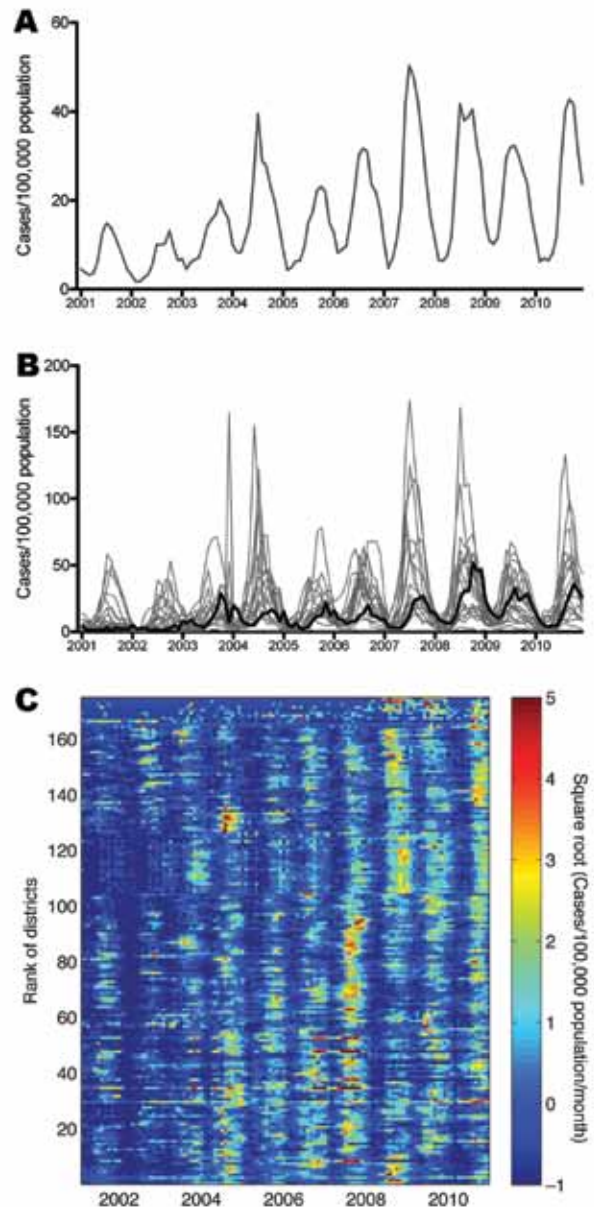 A
60
40
20
0
Cases/100,000 population
2001 2002 2003 2004 2005 2006 2007 2008 2009 2010
B
200
150
100
50
0
Cases/100,000 population
2001 2002 2003 2004 2005 2006 2007 2008 2009 2010
C
160
140
120
100
80
60
40
20
Rank of districts
2002 2004 2006 2008 2010
5
4
3
2
1
0
−1
Square root (Cases/100,000 population/month)